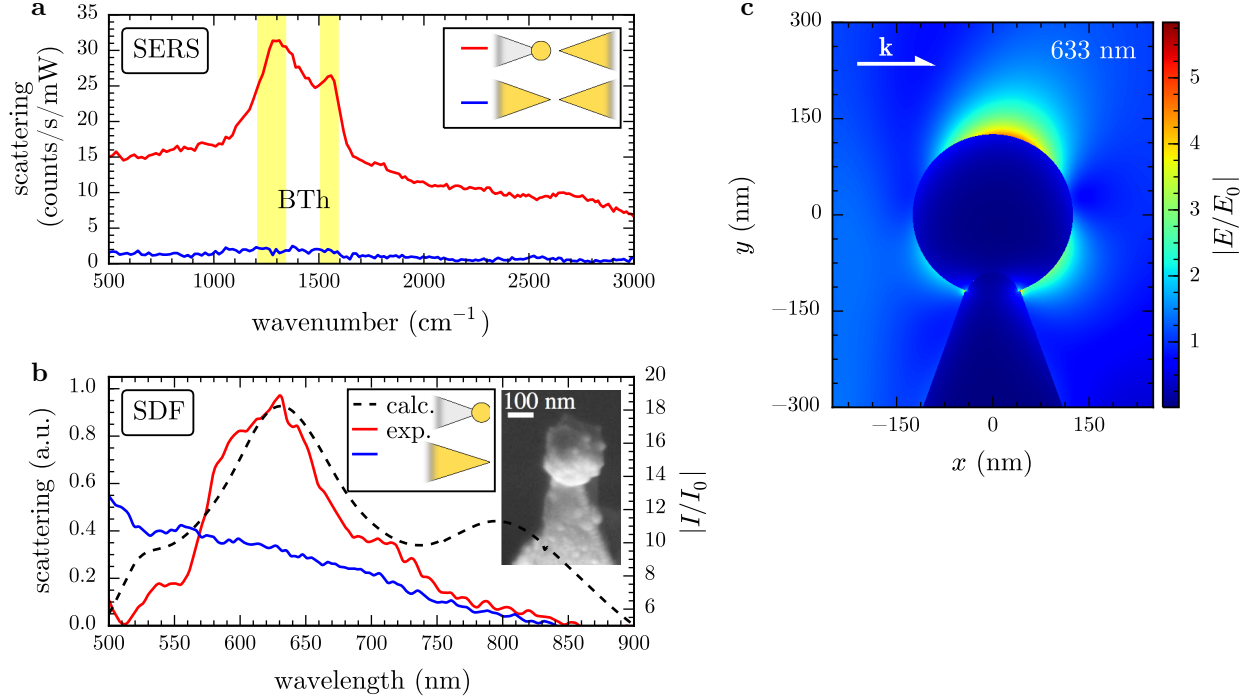 a
SERS
BTh
35
30
25
20
15
10
5
0
scattering
(counts/s/mW)
500 1000 1500 2000 2500 3000
wavenumber (cm⁻¹)
b
SDF
calc.
exp.
100 nm
1.0
0.8
0.6
0.4
0.2
0.0
scattering (a.u.)
20
18
16
14
12
10
8
6
|I/I₀|
500 550 600 650 700 750 800 850 900
wavelength (nm)
c
k
633 nm
300
150
0
−150
−300
y (nm)
−150 0 150
x (nm)
5
4
3
2
1
|E/E₀|